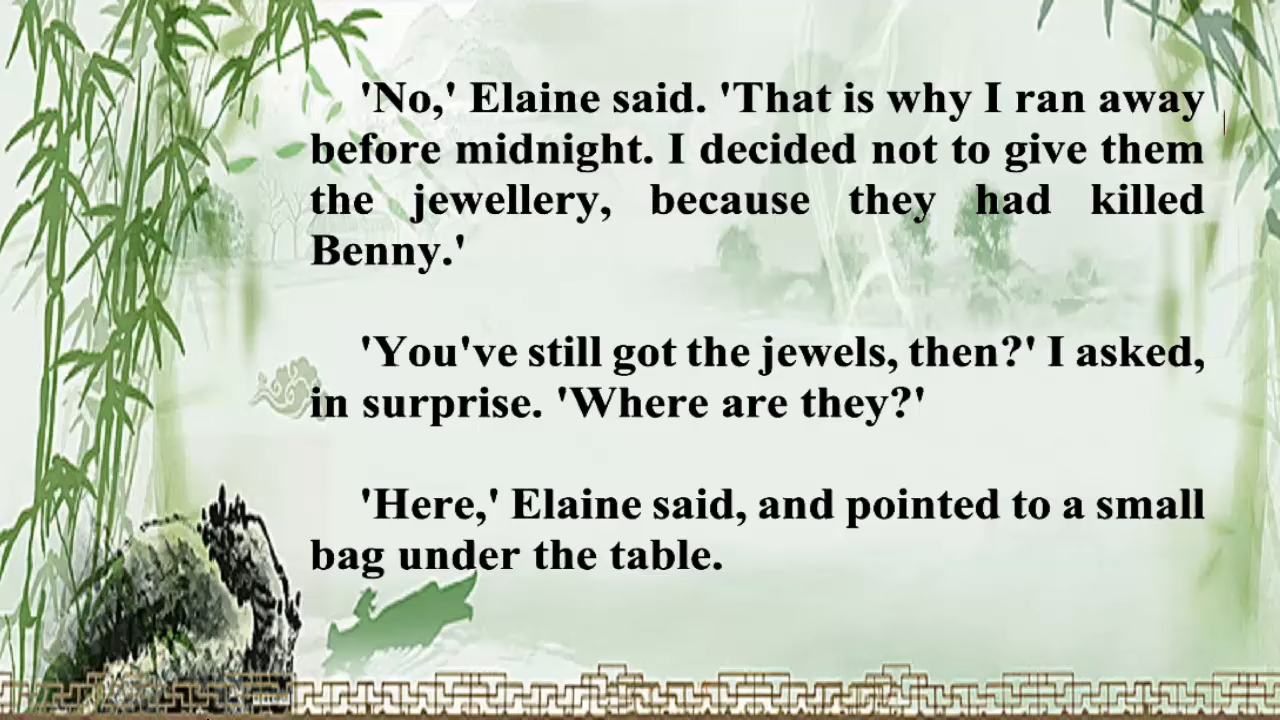 'No,' Elaine said. 'That is why I ran away
before midnight. I decided not to give them
the jewellery, because they had killed
Benny.'
'You've still got the jewels, then?' I asked,
in surprise. 'Where are they?'
'Here,' Elaine said, and pointed to a small
bag under the table.